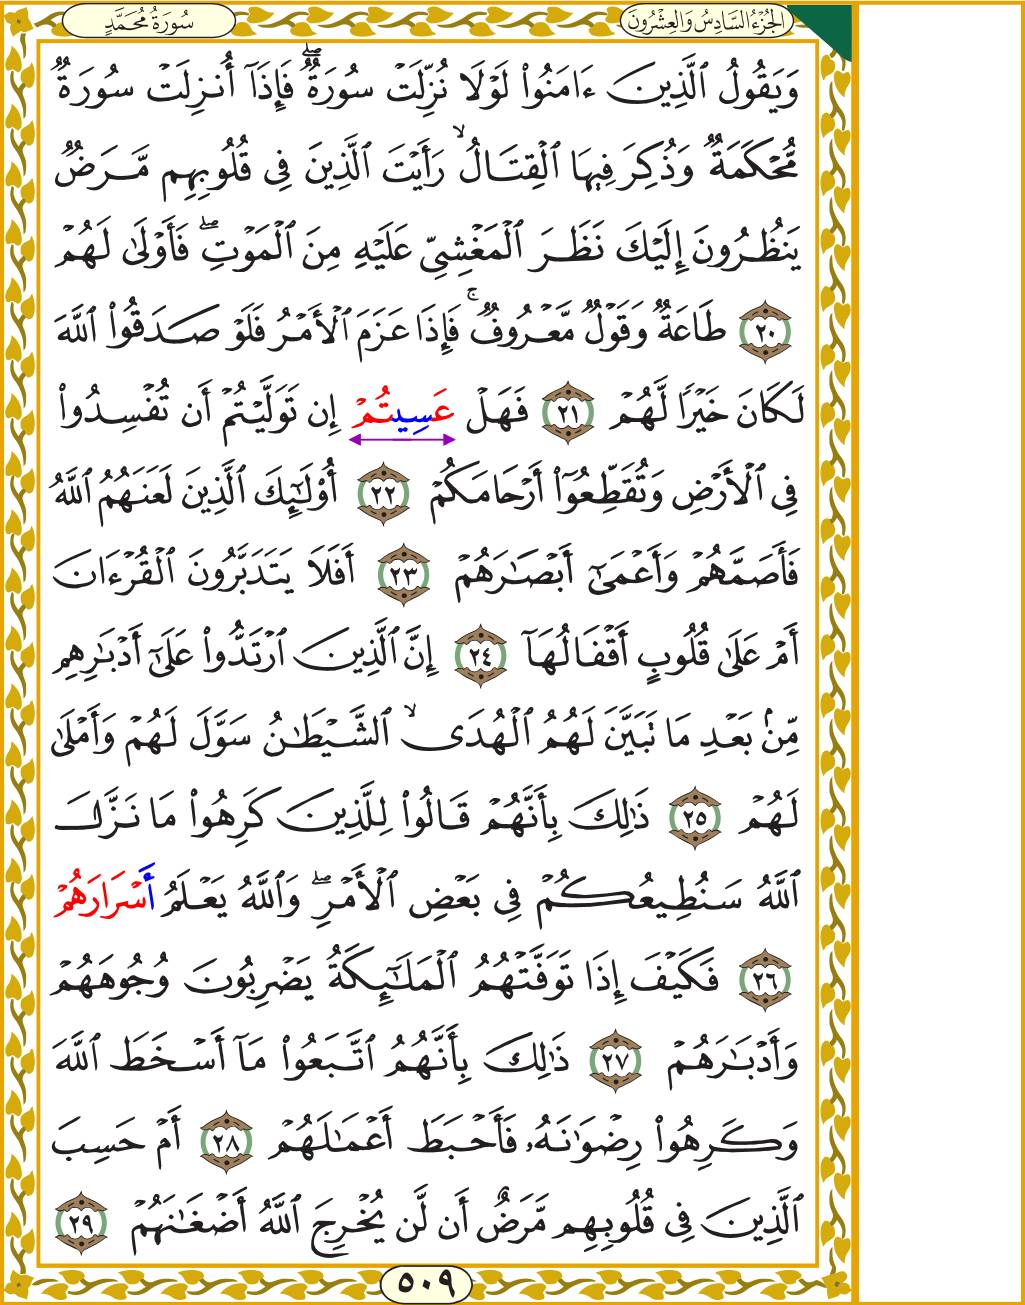 الجُزْءُ السَّادِسُ وَالعِشْرُونَ
سُورَةُ مُحَمَّدٍ
وَيَقُولُ ٱلَّذِينَ ءَامَنُوا۟ لَوْلَا نُزِّلَتْ سُورَةٌۖ فَإِذَآ أُنزِلَتْ سُورَةٌ
مُّحْكَمَةٌ وَذُكِرَ فِيهَا ٱلْقِتَالُۙ رَأَيْتَ ٱلَّذِينَ فِى قُلُوبِهِم مَّرَضٌ
يَنظُرُونَ إِلَيْكَ نَظَرَ ٱلْمَغْشِىِّ عَلَيْهِ مِنَ ٱلْمَوْتِۖ فَأَوْلَىٰ لَهُمْ
٢٠ طَاعَةٌ وَقَوْلٌ مَّعْرُوفٌۚ فَإِذَا عَزَمَ ٱلْأَمْرُ فَلَوْ صَدَقُوا۟ ٱللَّهَ
لَكَانَ خَيْرًا لَّهُمْ ٢١ فَهَلْ عَسِيتُمْ إِن تَوَلَّيْتُمْ أَن تُفْسِدُوا۟
فِى ٱلْأَرْضِ وَتُقَطِّعُوٓا۟ أَرْحَامَكُمْ ٢٢ أُو۟لَـٰٓئِكَ ٱلَّذِينَ لَعَنَهُمُ ٱللَّهُ
فَأَصَمَّهُمْ وَأَعْمَىٰٓ أَبْصَـٰرَهُمْ ٢٣ أَفَلَا يَتَدَبَّرُونَ ٱلْقُرْءَانَ
أَمْ عَلَىٰ قُلُوبٍ أَقْفَالُهَآ ٢٤ إِنَّ ٱلَّذِينَ ٱرْتَدُّوا۟ عَلَىٰٓ أَدْبَـٰرِهِم
مِّنۢ بَعْدِ مَا تَبَيَّنَ لَهُمُ ٱلْهُدَىۙ ٱلشَّيْطَـٰنُ سَوَّلَ لَهُمْ وَأَمْلَىٰ
لَهُمْ ٢٥ ذَٰلِكَ بِأَنَّهُمْ قَالُوا۟ لِلَّذِينَ كَرِهُوا۟ مَا نَزَّلَ
ٱللَّهُ سَنُطِيعُكُمْ فِى بَعْضِ ٱلْأَمْرِۖ وَٱللَّهُ يَعْلَمُ أَسْرَارَهُمْ
٢٦ فَكَيْفَ إِذَا تَوَفَّتْهُمُ ٱلْمَلَـٰٓئِكَةُ يَضْرِبُونَ وُجُوهَهُمْ
وَأَدْبَـٰرَهُمْ ٢٧ ذَٰلِكَ بِأَنَّهُمُ ٱتَّبَعُوا۟ مَآ أَسْخَطَ ٱللَّهَ
وَكَرِهُوا۟ رِضْوَٰنَهُۥ فَأَحْبَطَ أَعْمَـٰلَهُمْ ٢٨ أَمْ حَسِبَ
ٱلَّذِينَ فِى قُلُوبِهِم مَّرَضٌ أَن لَّن يُخْرِجَ ٱللَّهُ أَضْغَـٰنَهُمْ ٢٩
٥٠٩